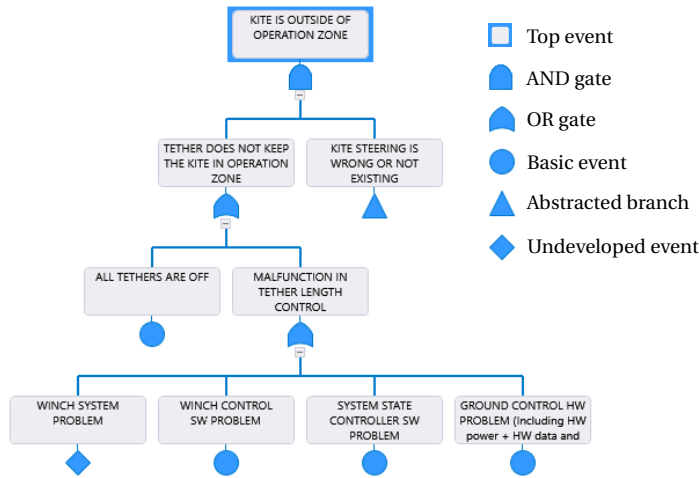 KITE IS OUTSIDE OF
OPERATION ZONE
Top event
AND gate
OR gate
Basic event
Abstracted branch
Undeveloped event
TETHER DOES NOT KEEP
THE KITE IN OPERATION
ZONE
KITE STEERING IS
WRONG OR NOT
EXISTING
ALL TETHERS ARE OFF
MALFUNCTION IN
TETHER LENGTH
CONTROL
WINCH SYSTEM
PROBLEM
WINCH CONTROL
SW PROBLEM
SYSTEM STATE
CONTROLLER SW
PROBLEM
GROUND CONTROL HW
PROBLEM (Including HW
power + HW data and